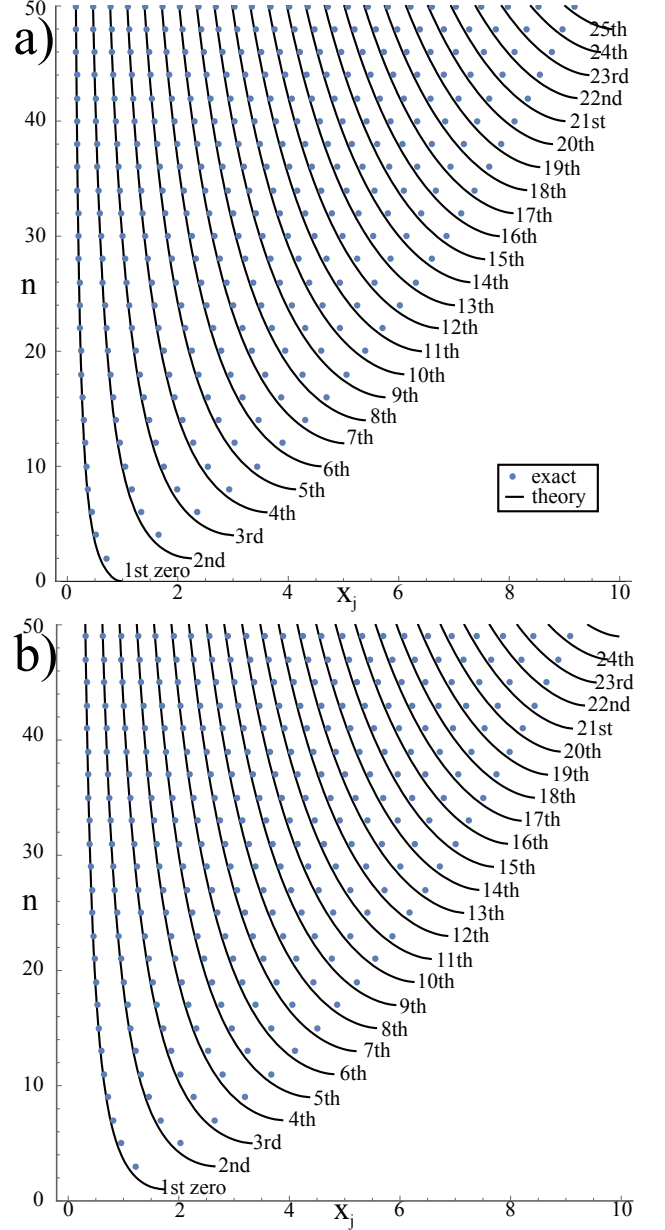 a)
50
25th
24th
23rd
22nd
40
21st
20th
19th
18th
17th
30
16th
15th
n
14th
13th
12th
20
11th
10th
9th
8th
7th
10
6th
5th
exact
4th
theory
3rd
2nd
1st zero
0
0 2 4 6 8 10
xj
b)
50
24th
23rd
22nd
40
21st
20th
19th
18th
17th
16th
30
15th
14th
n
13th
12th
11th
20
10th
9th
8th
7th
6th
10
5th
4th
3rd
2nd
1st zero
0
0 2 4 6 8 10
xj